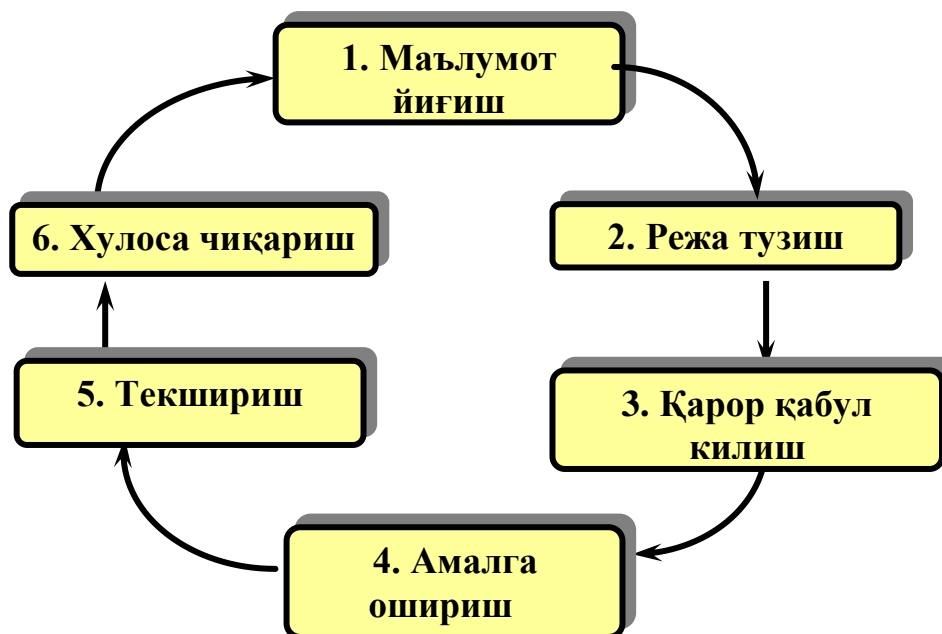 1. Маълумот
йиғиш
2. Режа тузиш
3. Қарор қабул
килиш
4. Амалга
ошириш
5. Текшириш
6. Хулоса чиқариш